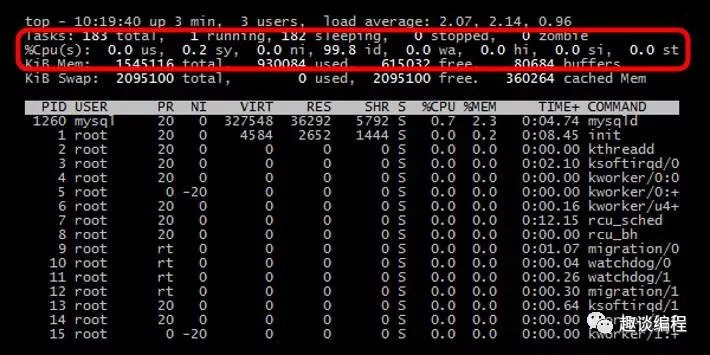 top - 10:19:40 up 3 min,  3 users,  load average: 2.07, 2.14, 0.96
Tasks: 183 total,   1 running, 182 sleeping,   0 stopped,   0 zombie
%Cpu(s):  0.0 us,  0.2 sy,  0.0 ni, 99.8 id,  0.0 wa,  0.0 hi,  0.0 si,  0.0 st
KiB Mem:   1545116 total,   930084 used,   615032 free,    80684 buffers
KiB Swap:  2095100 total,        0 used,  2095100 free.   360264 cached Mem
PID USER      PR  NI    VIRT    RES    SHR S  %CPU %MEM     TIME+ COMMAND
1260 mysql     20   0  327548  36292   5792 S   0.7  2.3   0:04.74 mysqld
1 root      20   0    4584   2652   1444 S   0.0  0.2   0:08.45 init
2 root      20   0       0      0      0 S   0.0  0.0   0:00.00 kthreadd
3 root      20   0       0      0      0 S   0.0  0.0   0:02.10 ksoftirqd/0
4 root      20   0       0      0      0 S   0.0  0.0   0:00.00 kworker/0:0
5 root       0 -20       0      0      0 S   0.0  0.0   0:00.00 kworker/0:+
6 root      20   0       0      0      0 S   0.0  0.0   0:00.16 kworker/u4+
7 root      20   0       0      0      0 S   0.0  0.0   0:12.15 rcu_sched
8 root      20   0       0      0      0 S   0.0  0.0   0:00.00 rcu_bh
9 root      rt   0       0      0      0 S   0.0  0.0   0:01.07 migration/0
10 root      rt   0       0      0      0 S   0.0  0.0   0:00.04 watchdog/0
11 root      rt   0       0      0      0 S   0.0  0.0   0:00.26 watchdog/1
12 root      rt   0       0      0      0 S   0.0  0.0   0:00.30 migration/1
13 root      20   0       0      0      0 S   0.0  0.0   0:00.64 ksoftirqd/1
14 root      20   0       0      0      0 S   0.0  0.0   0:00.00
15 root       0 -20       0      0      0 S   0.0  0.0   0:00.00 kworker/1:+
趣谈编程